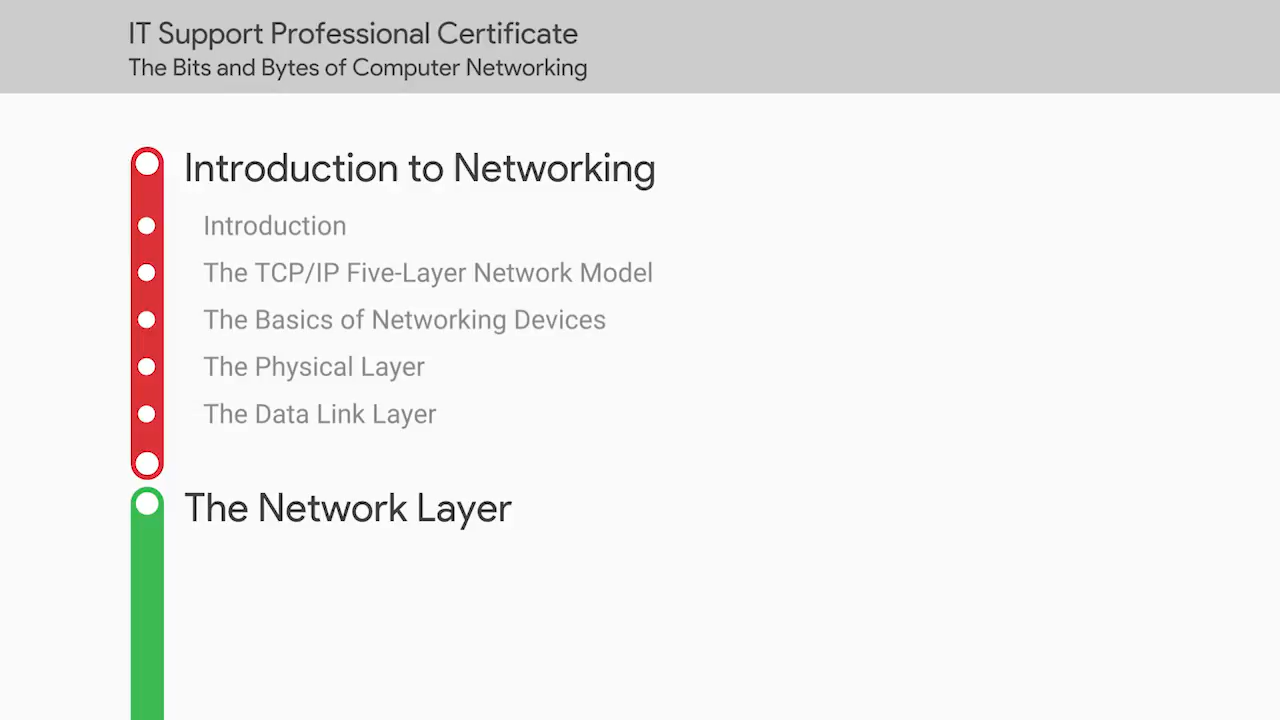 IT Support Professional Certificate
The Bits and Bytes of Computer Networking
Introduction to Networking
Introduction
The TCP/IP Five-Layer Network Model
The Basics of Networking Devices
The Physical Layer
The Data Link Layer
The Network Layer